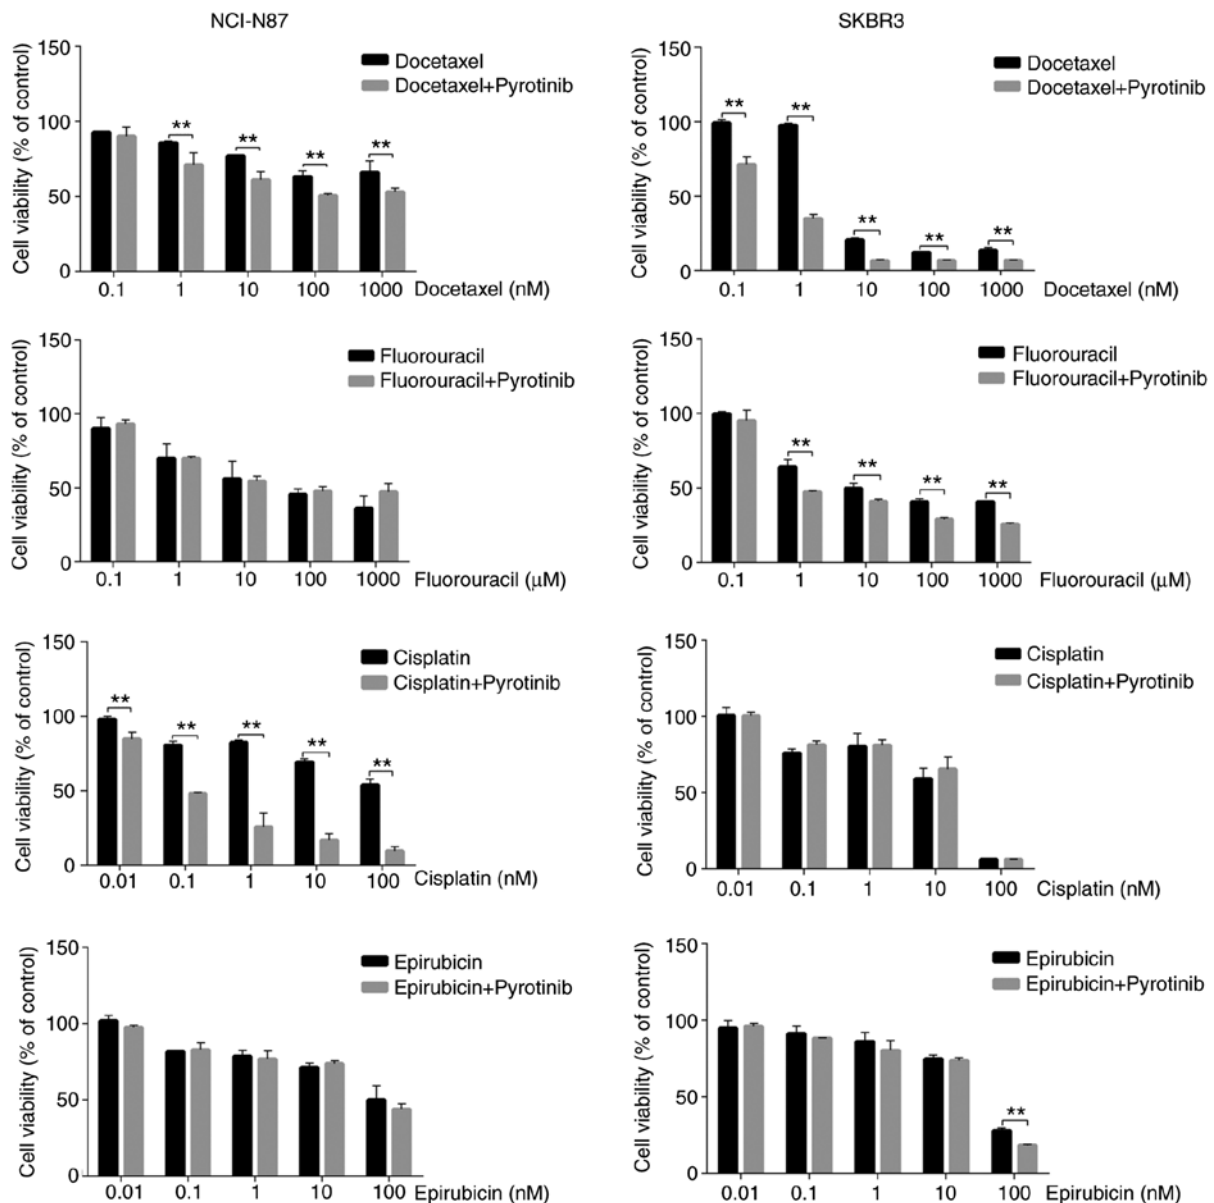 NCI-N87
SKBR3
Cell viability (% of control)
150
100
50
0
Docetaxel
Docetaxel+Pyrotinib
** ** ** **
0.1 1 10 100 1000 Docetaxel (nM)
Cell viability (% of control)
150
100
50
0
Docetaxel
Docetaxel+Pyrotinib
** ** ** ** **
0.1 1 10 100 1000 Docetaxel (nM)
Cell viability (% of control)
150
100
50
0
Fluorouracil
Fluorouracil+Pyrotinib
0.1 1 10 100 1000 Fluorouracil (μM)
Cell viability (% of control)
150
100
50
0
Fluorouracil
Fluorouracil+Pyrotinib
** ** ** **
0.1 1 10 100 1000 Fluorouracil (μM)
Cell viability (% of control)
150
100
50
0
Cisplatin
Cisplatin+Pyrotinib
** ** ** ** **
0.01 0.1 1 10 100 Cisplatin (nM)
Cell viability (% of control)
150
100
50
0
Cisplatin
Cisplatin+Pyrotinib
0.01 0.1 1 10 100 Cisplatin (nM)
Cell viability (% of control)
150
100
50
0
Epirubicin
Epirubicin+Pyrotinib
0.01 0.1 1 10 100 Epirubicin (nM)
Cell viability (% of control)
150
100
50
0
Epirubicin
Epirubicin+Pyrotinib
**
0.01 0.1 1 10 100 Epirubicin (nM)